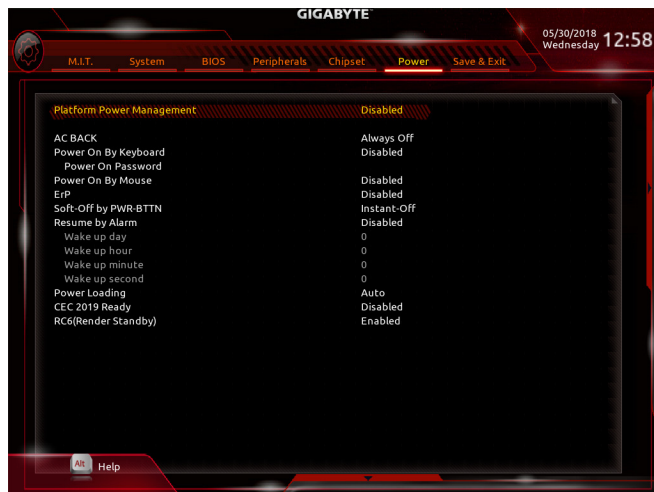 GIGABYTE™
05/30/2018
Wednesday
12:58
M.I.T. System BIOS Peripherals Chipset Power Save & Exit
Platform Power Management Disabled
AC BACK Always Off
Power On By Keyboard Disabled
Power On Password
Power On By Mouse Disabled
ErP Disabled
Soft-Off by PWR-BTTN Instant-Off
Resume by Alarm Disabled
Wake up day 0
Wake up hour 0
Wake up minute 0
Wake up second 0
Power Loading Auto
CEC 2019 Ready Disabled
RC6(Render Standby) Enabled
Alt Help